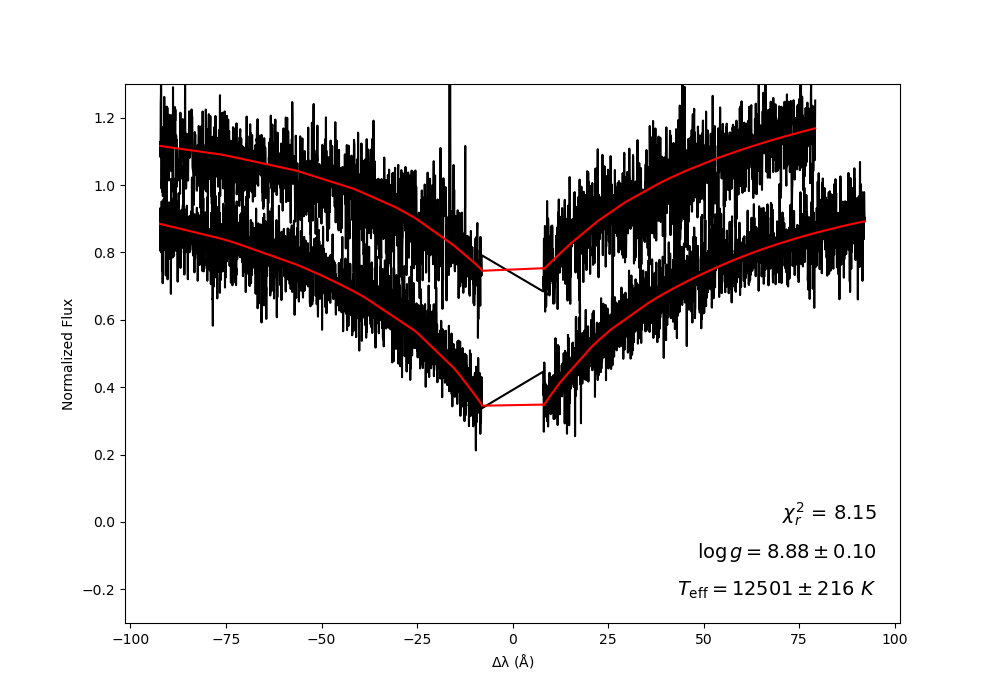 1.2
1.0
0.8
0.6
0.4
0.2
0.0
−0.2
Normalized Flux
χ²ᵣ = 8.15
log g = 8.88 ± 0.10
T_eff = 12501 ± 216 K
−100 −75 −50 −25 0 25 50 75 100
Δλ (Å)